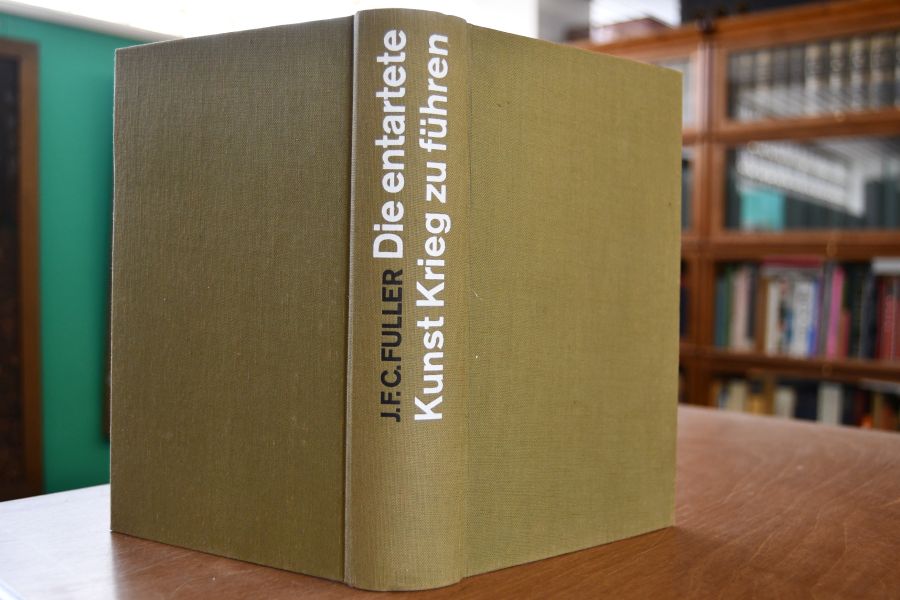 J.F.C. FULLER Die entartete
Kunst Krieg zu führen